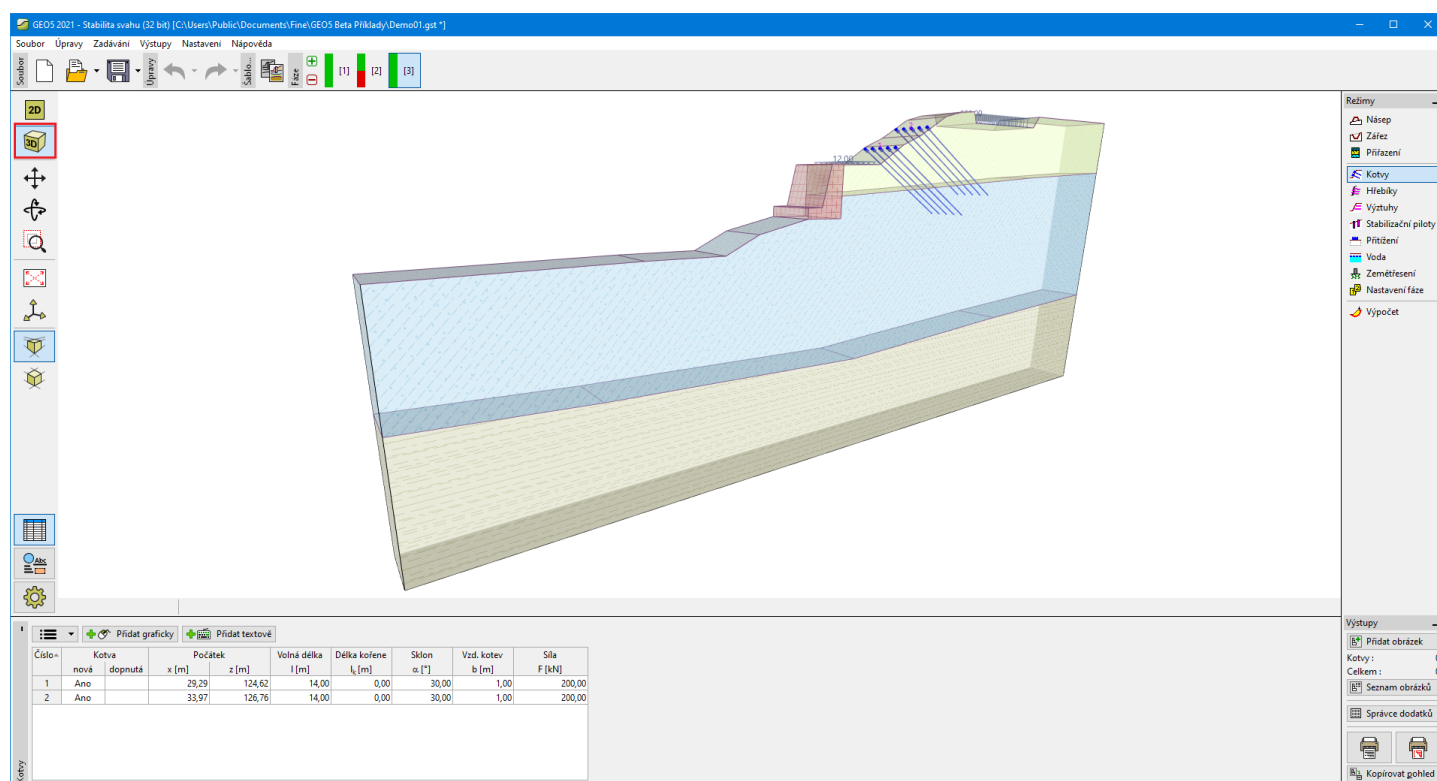 GEO5 2021 - Stabilita svahu (32 bit) [C:\Users\Public\Documents\Fine\GEO5 Beta Příklady\Demo01.gst *]
Soubor Úpravy Zadávání Výstupy Nastavení Nápověda
Soubor
Úpravy
Šablo...
Fáze
[1] [2] [3]
2D
3D
12,00
Abc
Režimy
Násep
Zářez
Přiřazení
Kotvy
Hřebíky
Výztuhy
Stabilizační piloty
Přitížení
Voda
Zemětřesení
Nastavení fáze
Výpočet
Přidat graficky Přidat textově
Číslo Kotva Počátek Volná délka Délka kořene Sklon Vzd. kotev Síla
nová dopnutá x [m] z [m] l [m] lk [m] α [°] b [m] F [kN]
1 Ano 29,29 124,62 14,00 0,00 30,00 1,00 200,00
2 Ano 33,97 126,76 14,00 0,00 30,00 1,00 200,00
Kotvy
Výstupy
Přidat obrázek
Kotvy : 0
Celkem : 0
Seznam obrázků
Správce dodatků
Kopírovat pohled